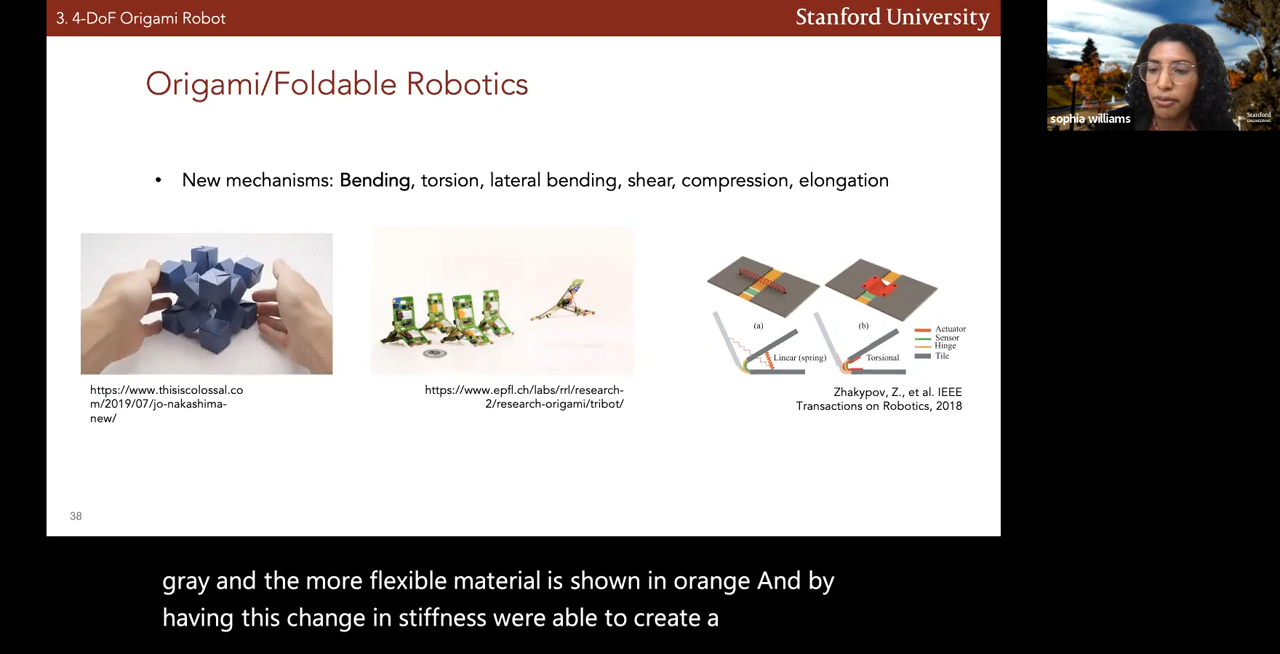 3. 4-DoF Origami Robot
Stanford University
Origami/Foldable Robotics
• New mechanisms: Bending, torsion, lateral bending, shear, compression, elongation
https://www.thisiscolossal.co
m/2019/07/jo-nakashima-
new/
https://www.epfl.ch/labs/rrl/research-
2/research-origami/tribot/
(a)
(b)
Linear (spring)
Torsional
Actuator
Sensor
Hinge
Tile
Zhakypov, Z., et al. IEEE
Transactions on Robotics, 2018
38
sophia williams
Stanford
ENGINEERING
gray and the more flexible material is shown in orange And by
having this change in stiffness were able to create a